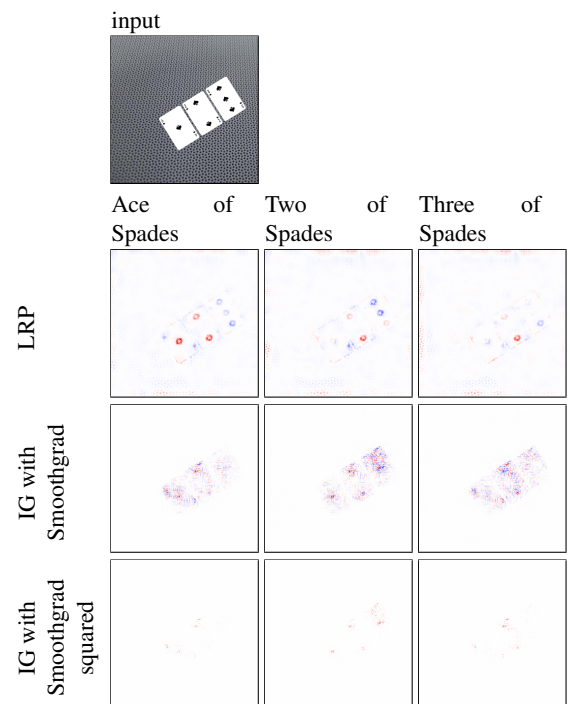 input
Ace of Two of Three of
Spades Spades Spades
LRP
IG with
Smoothgrad
IG with
Smoothgrad
squared